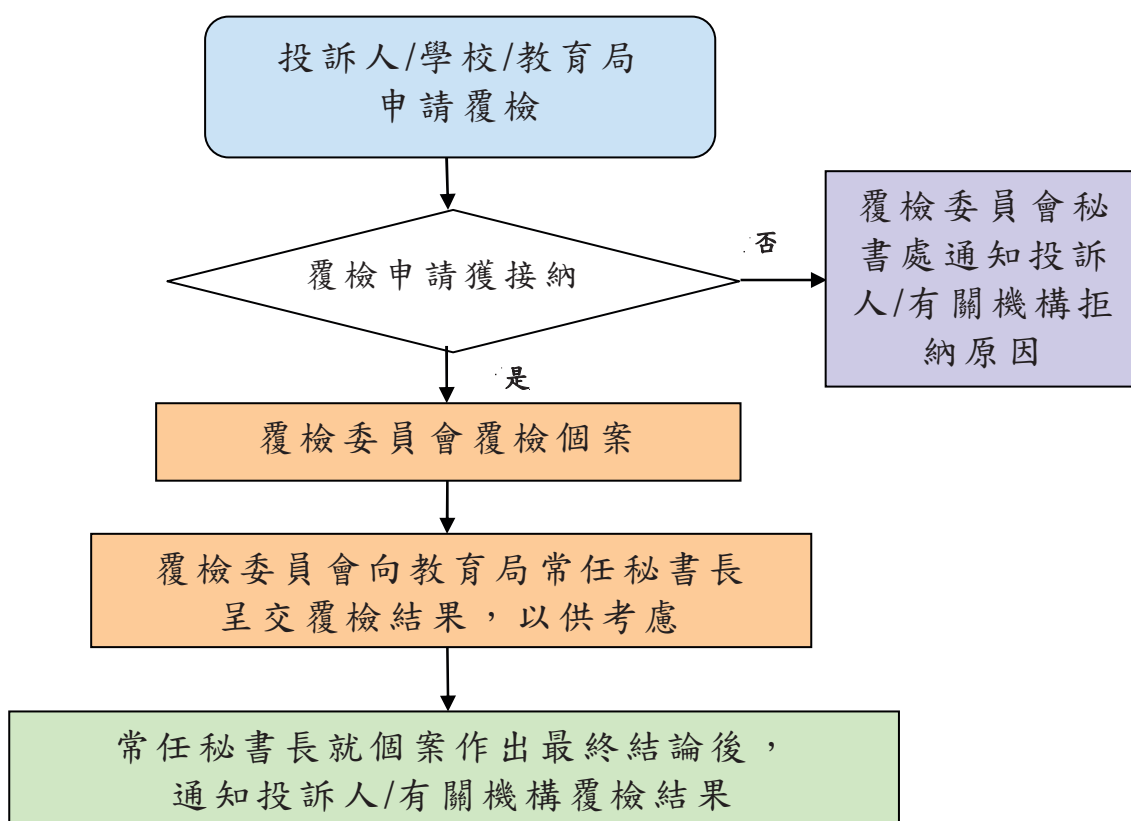 投訴人/學校/教育局
申請覆檢
覆檢申請獲接納
否
覆檢委員會秘
書處通知投訴
人/有關機構拒
納原因
是
覆檢委員會覆檢個案
覆檢委員會向教育局常任秘書長
呈交覆檢結果，以供考慮
常任秘書長就個案作出最終結論後，
通知投訴人/有關機構覆檢結果